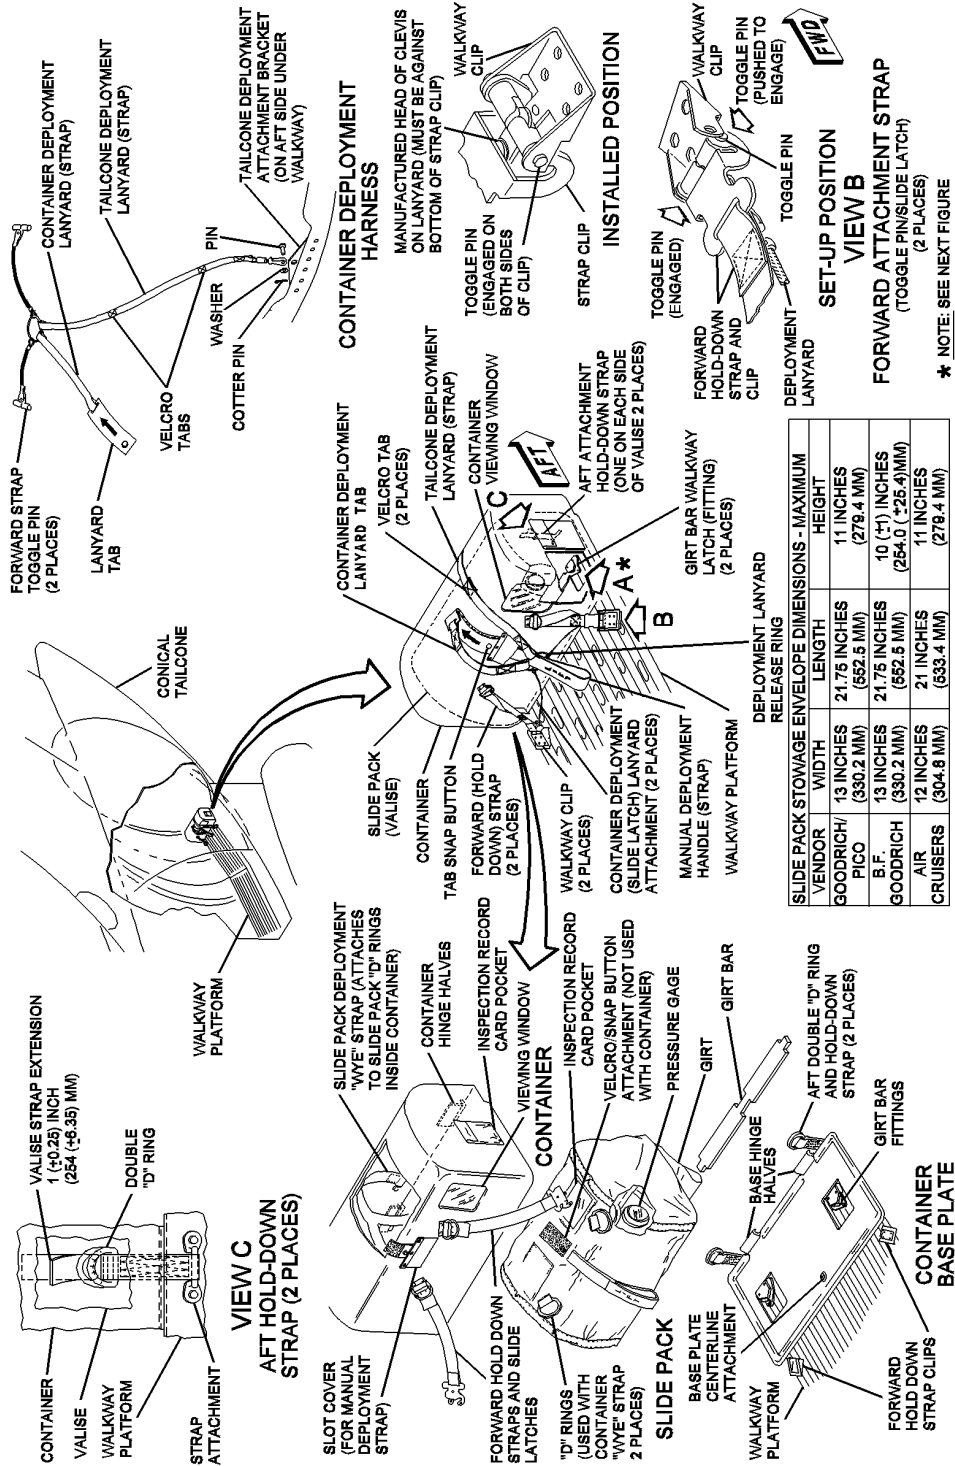 CONTAINER
VALISE
WALKWAY
PLATFORM
STRAP
ATTACHMENT
VALISE STRAP EXTENSION
1 (±0.25) INCH
(254 (±6.35) MM)
DOUBLE
"D" RING
VIEW C
AFT HOLD-DOWN
STRAP (2 PLACES)
WALKWAY
PLATFORM
CONICAL
TAILCONE
FORWARD STRAP
TOGGLE PIN
(2 PLACES)
LANYARD
TAB
CONTAINER DEPLOYMENT
LANYARD (STRAP)
TAILCONE DEPLOYMENT
LANYARD (STRAP)
VELCRO
TABS
COTTER PIN
WASHER
PIN
TAILCONE DEPLOYMENT
ATTACHMENT BRACKET
(ON AFT SIDE UNDER
WALKWAY)
CONTAINER DEPLOYMENT
HARNESS
SLOT COVER
(FOR MANUAL
DEPLOYMENT
STRAP)
SLIDE PACK DEPLOYMENT
"WYE" STRAP (ATTACHES
TO SLIDE PACK "D" RINGS
INSIDE CONTAINER)
CONTAINER
HINGE HALVES
INSPECTION RECORD
CARD POCKET
VIEWING WINDOW
CONTAINER
FORWARD HOLD DOWN
STRAPS AND SLIDE
LATCHES
"D" RINGS
(USED WITH
CONTAINER
"WYE" STRAP
2 PLACES)
SLIDE PACK
INSPECTION RECORD
CARD POCKET
VELCRO/SNAP BUTTON
ATTACHMENT (NOT USED
WITH CONTAINER)
PRESSURE GAGE
GIRT
GIRT BAR
BASE PLATE
CENTERLINE
ATTACHMENT
WALKWAY
PLATFORM
BASE HINGE
HALVES
AFT DOUBLE "D" RING
AND HOLD-DOWN
STRAP (2 PLACES)
GIRT BAR
FITTINGS
FORWARD
HOLD DOWN
STRAP CLIPS
CONTAINER
BASE PLATE
SLIDE PACK
(VALISE)
CONTAINER
TAB SNAP BUTTON
FORWARD (HOLD
DOWN) STRAP
(2 PLACES)
WALKWAY CLIP
(2 PLACES)
CONTAINER DEPLOYMENT
(SLIDE LATCH) LANYARD
ATTACHMENT (2 PLACES)
MANUAL DEPLOYMENT
HANDLE (STRAP)
WALKWAY PLATFORM
DEPLOYMENT LANYARD
RELEASE RING
CONTAINER DEPLOYMENT
LANYARD TAB
VELCRO TAB
(2 PLACES)
TAILCONE DEPLOYMENT
LANYARD (STRAP)
CONTAINER
VIEWING WINDOW
C
AFT
AFT ATTACHMENT
HOLD-DOWN STRAP
(ONE ON EACH SIDE
OF VALISE 2 PLACES)
GIRT BAR WALKWAY
LATCH (FITTING)
(2 PLACES)
A *
B
MANUFACTURED HEAD OF CLEVIS
ON LANYARD (MUST BE AGAINST
BOTTOM OF STRAP CLIP)
WALKWAY
CLIP
TOGGLE PIN
(ENGAGED ON
BOTH SIDES
OF CLIP)
STRAP CLIP
INSTALLED POSITION
TOGGLE PIN
(ENGAGED)
FORWARD
HOLD-DOWN
STRAP AND
CLIP
DEPLOYMENT
LANYARD
WALKWAY
CLIP
TOGGLE PIN
(PUSHED TO
ENGAGE)
TOGGLE PIN
FWD
SET-UP POSITION
VIEW B
FORWARD ATTACHMENT STRAP
(TOGGLE PIN/SLIDE LATCH)
(2 PLACES)
* NOTE: SEE NEXT FIGURE
SLIDE PACK STOWAGE ENVELOPE DIMENSIONS - MAXIMUM
VENDOR WIDTH LENGTH HEIGHT
GOODRICH/ 13 INCHES 21.75 INCHES 11 INCHES
PICO (330.2 MM) (552.5 MM) (279.4 MM)
B.F. 13 INCHES 21.75 INCHES 10 (±1) INCHES
GOODRICH (330.2 MM) (552.5 MM) (254.0 (±25.4)MM)
AIR 12 INCHES 21 INCHES 11 INCHES
CRUISERS (304.8 MM) (533.4 MM) (279.4 MM)